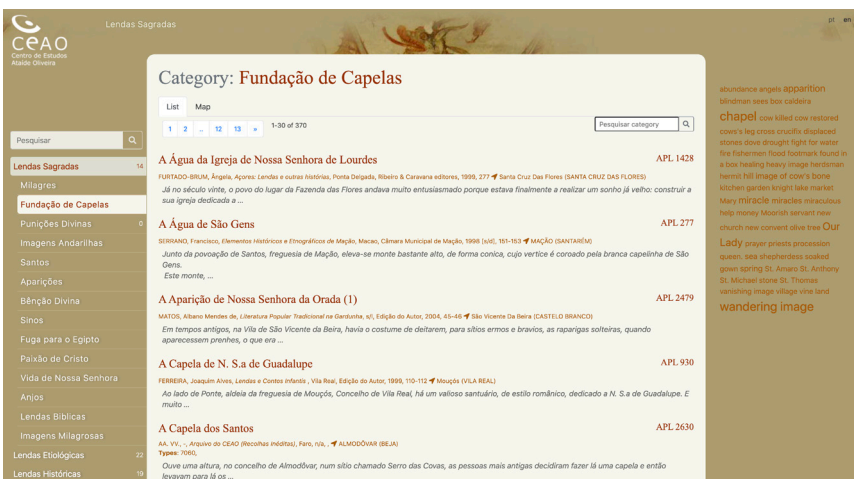 Lendas Sagradas
pt en
CEAO
Centro de Estudos
Ataíde Oliveira
Pesquisar
Lendas Sagradas 14
Milagres
Fundação de Capelas
Punições Divinas 0
Imagens Andarilhas
Santos
Aparições
Bênção Divina
Sinos
Fuga para o Egipto
Paixão de Cristo
Vida de Nossa Senhora
Anjos
Lendas Bíblicas
Imagens Milagrosas
Lendas Etiológicas 22
Lendas Históricas 19
Category: Fundação de Capelas
List Map
1 2 .. 12 13 » 1-30 of 370
Pesquisar category
A Água da Igreja de Nossa Senhora de Lourdes APL 1428
FURTADO-BRUM, Ângela, Açores: Lendas e outras histórias, Ponta Delgada, Ribeiro & Caravana editores, 1999, 277 Santa Cruz Das Flores (SANTA CRUZ DAS FLORES)
Já no século vinte, o povo do lugar da Fazenda das Flores andava muito entusiasmado porque estava finalmente a realizar um sonho já velho: construir a
sua igreja dedicada a ...
A Água de São Gens APL 277
SERRANO, Francisco, Elementos Históricos e Etnográficos de Mação, Macao, Câmara Municipal de Mação, 1998 [s/d], 151-153 MAÇÃO (SANTARÉM)
Junto da povoação de Santos, freguesia de Mação, eleva-se monte bastante alto, de forma conica, cujo vertice é coroado pela branca capelinha de São
Gens.
Este monte, ...
A Aparição de Nossa Senhora da Orada (1) APL 2479
MATOS, Albano Mendes de, Literatura Popular Tradicional na Gardunha, s/l, Edição do Autor, 2004, 45-46 São Vicente Da Beira (CASTELO BRANCO)
Em tempos antigos, na Vila de São Vicente da Beira, havia o costume de deitarem, para sítios ermos e bravios, as raparigas solteiras, quando
aparecessem prenhes, o que era ...
A Capela de N. S.a de Guadalupe APL 930
FERREIRA, Joaquim Alves, Lendas e Contos Infantis , Vila Real, Edição do Autor, 1999, 110-112 Mouçós (VILA REAL)
Ao lado de Ponte, aldeia da freguesia de Mouçós, Concelho de Vila Real, há um valioso santuário, de estilo românico, dedicado a N. S.a de Guadalupe. E
muito ...
A Capela dos Santos APL 2630
AA. VV., -, Arquivo do CEAO (Recolhas Inéditas), Faro, n/a, , ALMODÔVAR (BEJA)
Types: 7060,
Ouve uma altura, no concelho de Almodôvar, num sítio chamado Serro das Covas, as pessoas mais antigas decidiram fazer lá uma capela e então
levavam para lá os ...
abundence angels apparition
blindman sees box caldeira
chapel cow killed cow restored
cows's leg cross crucifix displaced
stones dove drought fight for water
fire fishermen flood footmark found in
a box healing heavy image herdsman
hermit hill image of cow's bone
kitchen garden knight lake market
Mary miracle miracles miraculous
help money Moorish servant new
church new convent olive tree Our
Lady prayer priests procession
queen. sea shepherdess soaked
gown spring St. Amaro St. Anthony
St. Michael stone St. Thomas
vanishing image village vine land
wandering image